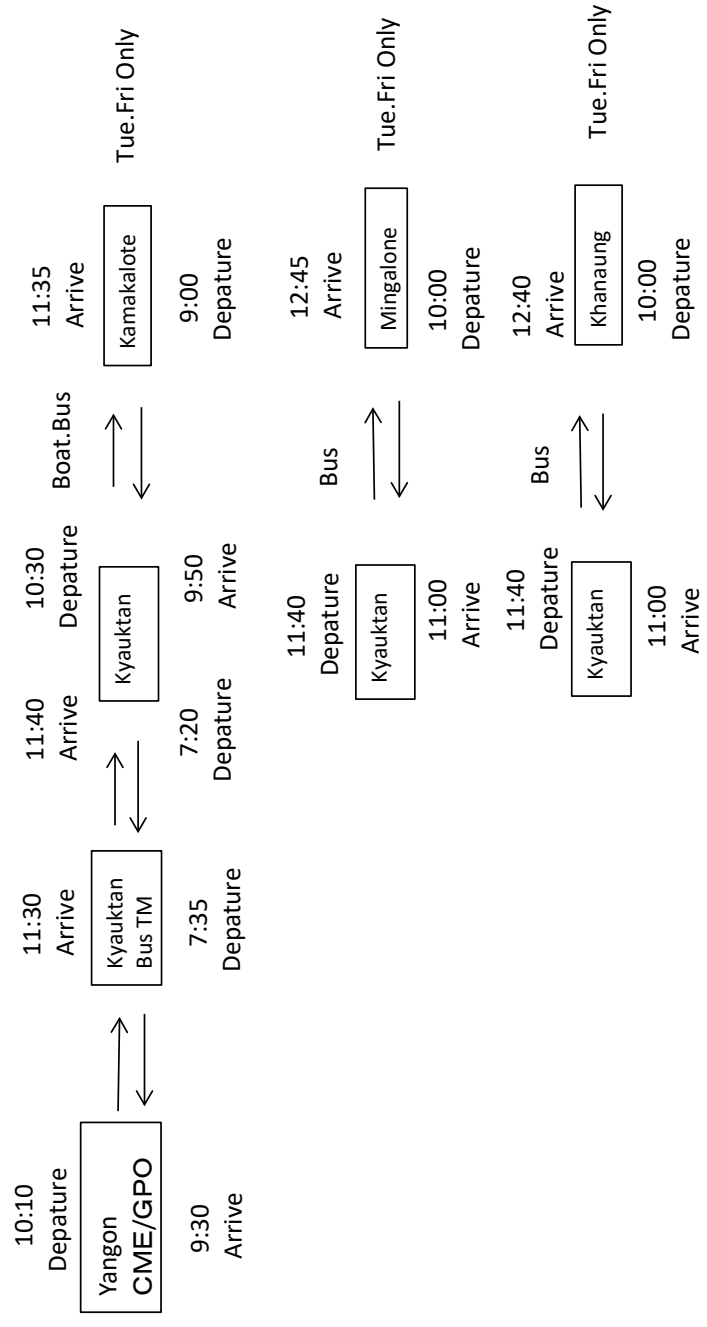 10:10
Depature
Yangon
CME/GPO
9:30
Arrive
11:30
Arrive
Kyauktan
Bus TM
7:35
Depature
11:40
Arrive
10:30
Depature
Kyauktan
7:20
Depature
9:50
Arrive
Boat.Bus
11:35
Arrive
Kamakalote
9:00
Depature
Tue.Fri Only
11:40
Depature
Kyauktan
11:00
Arrive
Bus
12:45
Arrive
Mingalone
10:00
Depature
Tue.Fri Only
11:40
Depature
Kyauktan
11:00
Arrive
Bus
12:40
Arrive
Khanaung
10:00
Depature
Tue.Fri Only